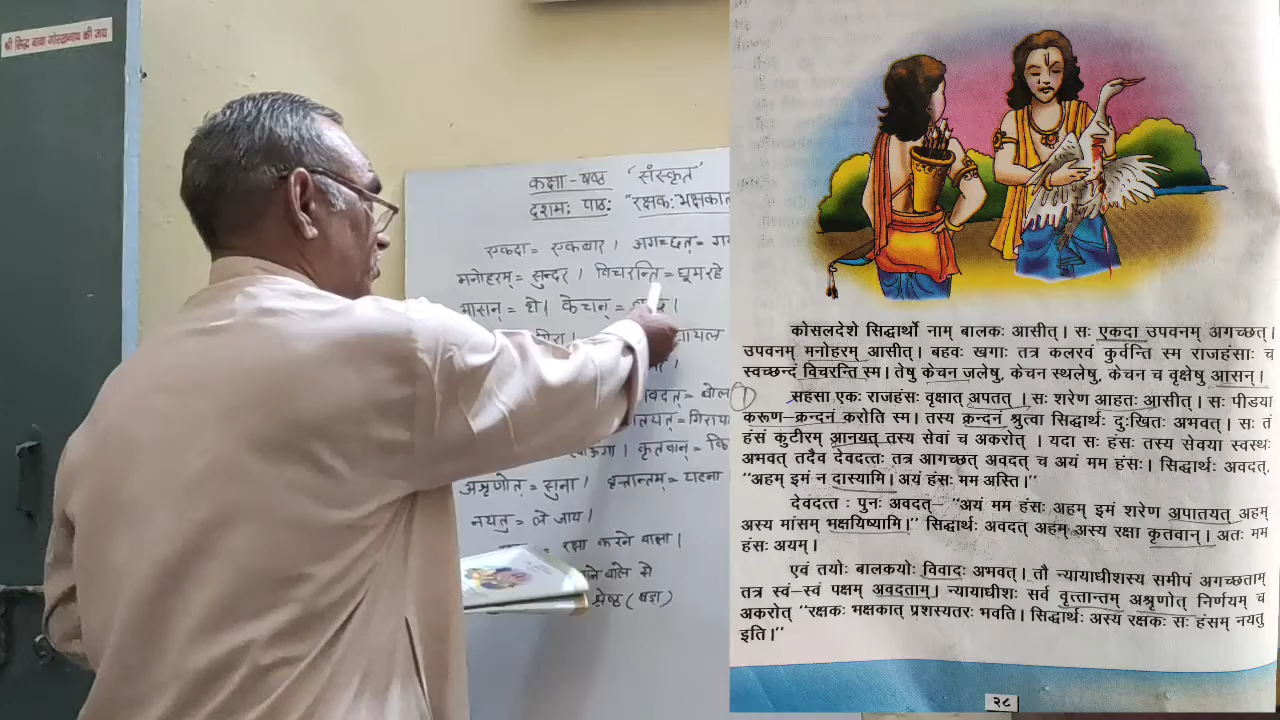 श्री सिद्ध बाबा गोरखनाथ की जय
कक्षा-षष्ठ "संस्कृत"
दशमः पाठः "रक्षकः भक्षकात
एकदा = एकबार । अगच्छत् =
मनोहरम् = सुन्दर । विचरन्ति = घूम रहे
आसन् = थे । केचन् =
घायल
अवदत् = बोल
गिराया
कृतवान् =
अश्रृणोत् = सुना । वृत्तान्तम् = घटना ।
नयतु = ले जाय ।
= रक्षा करने वाला ।
वाले से
श्रेष्ठ (बड़ा)
कोसलदेशे सिद्धार्थो नाम बालकः आसीत् । सः एकदा उपवनम् अगच्छत् ।
उपवनम् मनोहरम् आसीत् । बहवः खगाः तत्र कलरवं कुर्वन्ति स्म राजहंसाः च
स्वच्छन्दं विचरन्ति स्म । तेषु केचन जलेषु, केचन स्थलेषु, केचन च वृक्षेषु आसन् ।
① सहसा एकः राजहंसः वृक्षात् अपतत् । सः शरेण आहतः आसीत् । सः पीडया
करूण–क्रन्दनं करोति स्म । तस्य क्रन्दनं श्रुत्वा सिद्धार्थः दुःखितः अभवत् । सः तं
हंसं कुटीरम् आनयत् तस्य सेवां च अकरोत् । यदा सः हंसः तस्य सेवया स्वस्थः
अभवत् तदैव देवदत्तः तत्र आगच्छत् अवदत् च अयं मम हंसः । सिद्धार्थः अवदत्,
"अहम् इमं न दास्यामि । अयं हंसः मम अस्ति ।"
देवदत्त : पुनः अवदत् – "अयं मम हंसः अहम् इमं शरेण अपातयत् अहम्
अस्य मांसम् भक्षयिष्यामि ।" सिद्धार्थः अवदत् अहम् अस्य रक्षा कृतवान् । अतः मम
हंसः अयम् ।
एवं तयोः बालकयोः विवादः अभवत् । तौ न्यायाधीशस्य समीपं अगच्छताम्
तत्र स्वं–स्वं पक्षम् अवदताम् । न्यायाधीशः सर्व वृत्तान्तम् अश्रृणोत् निर्णयम् च
अकरोत् "रक्षकः भक्षकात् प्रशस्यतरः भवति । सिद्धार्थः अस्य रक्षकः सः हंसम् नयतु
इति ।"
२८